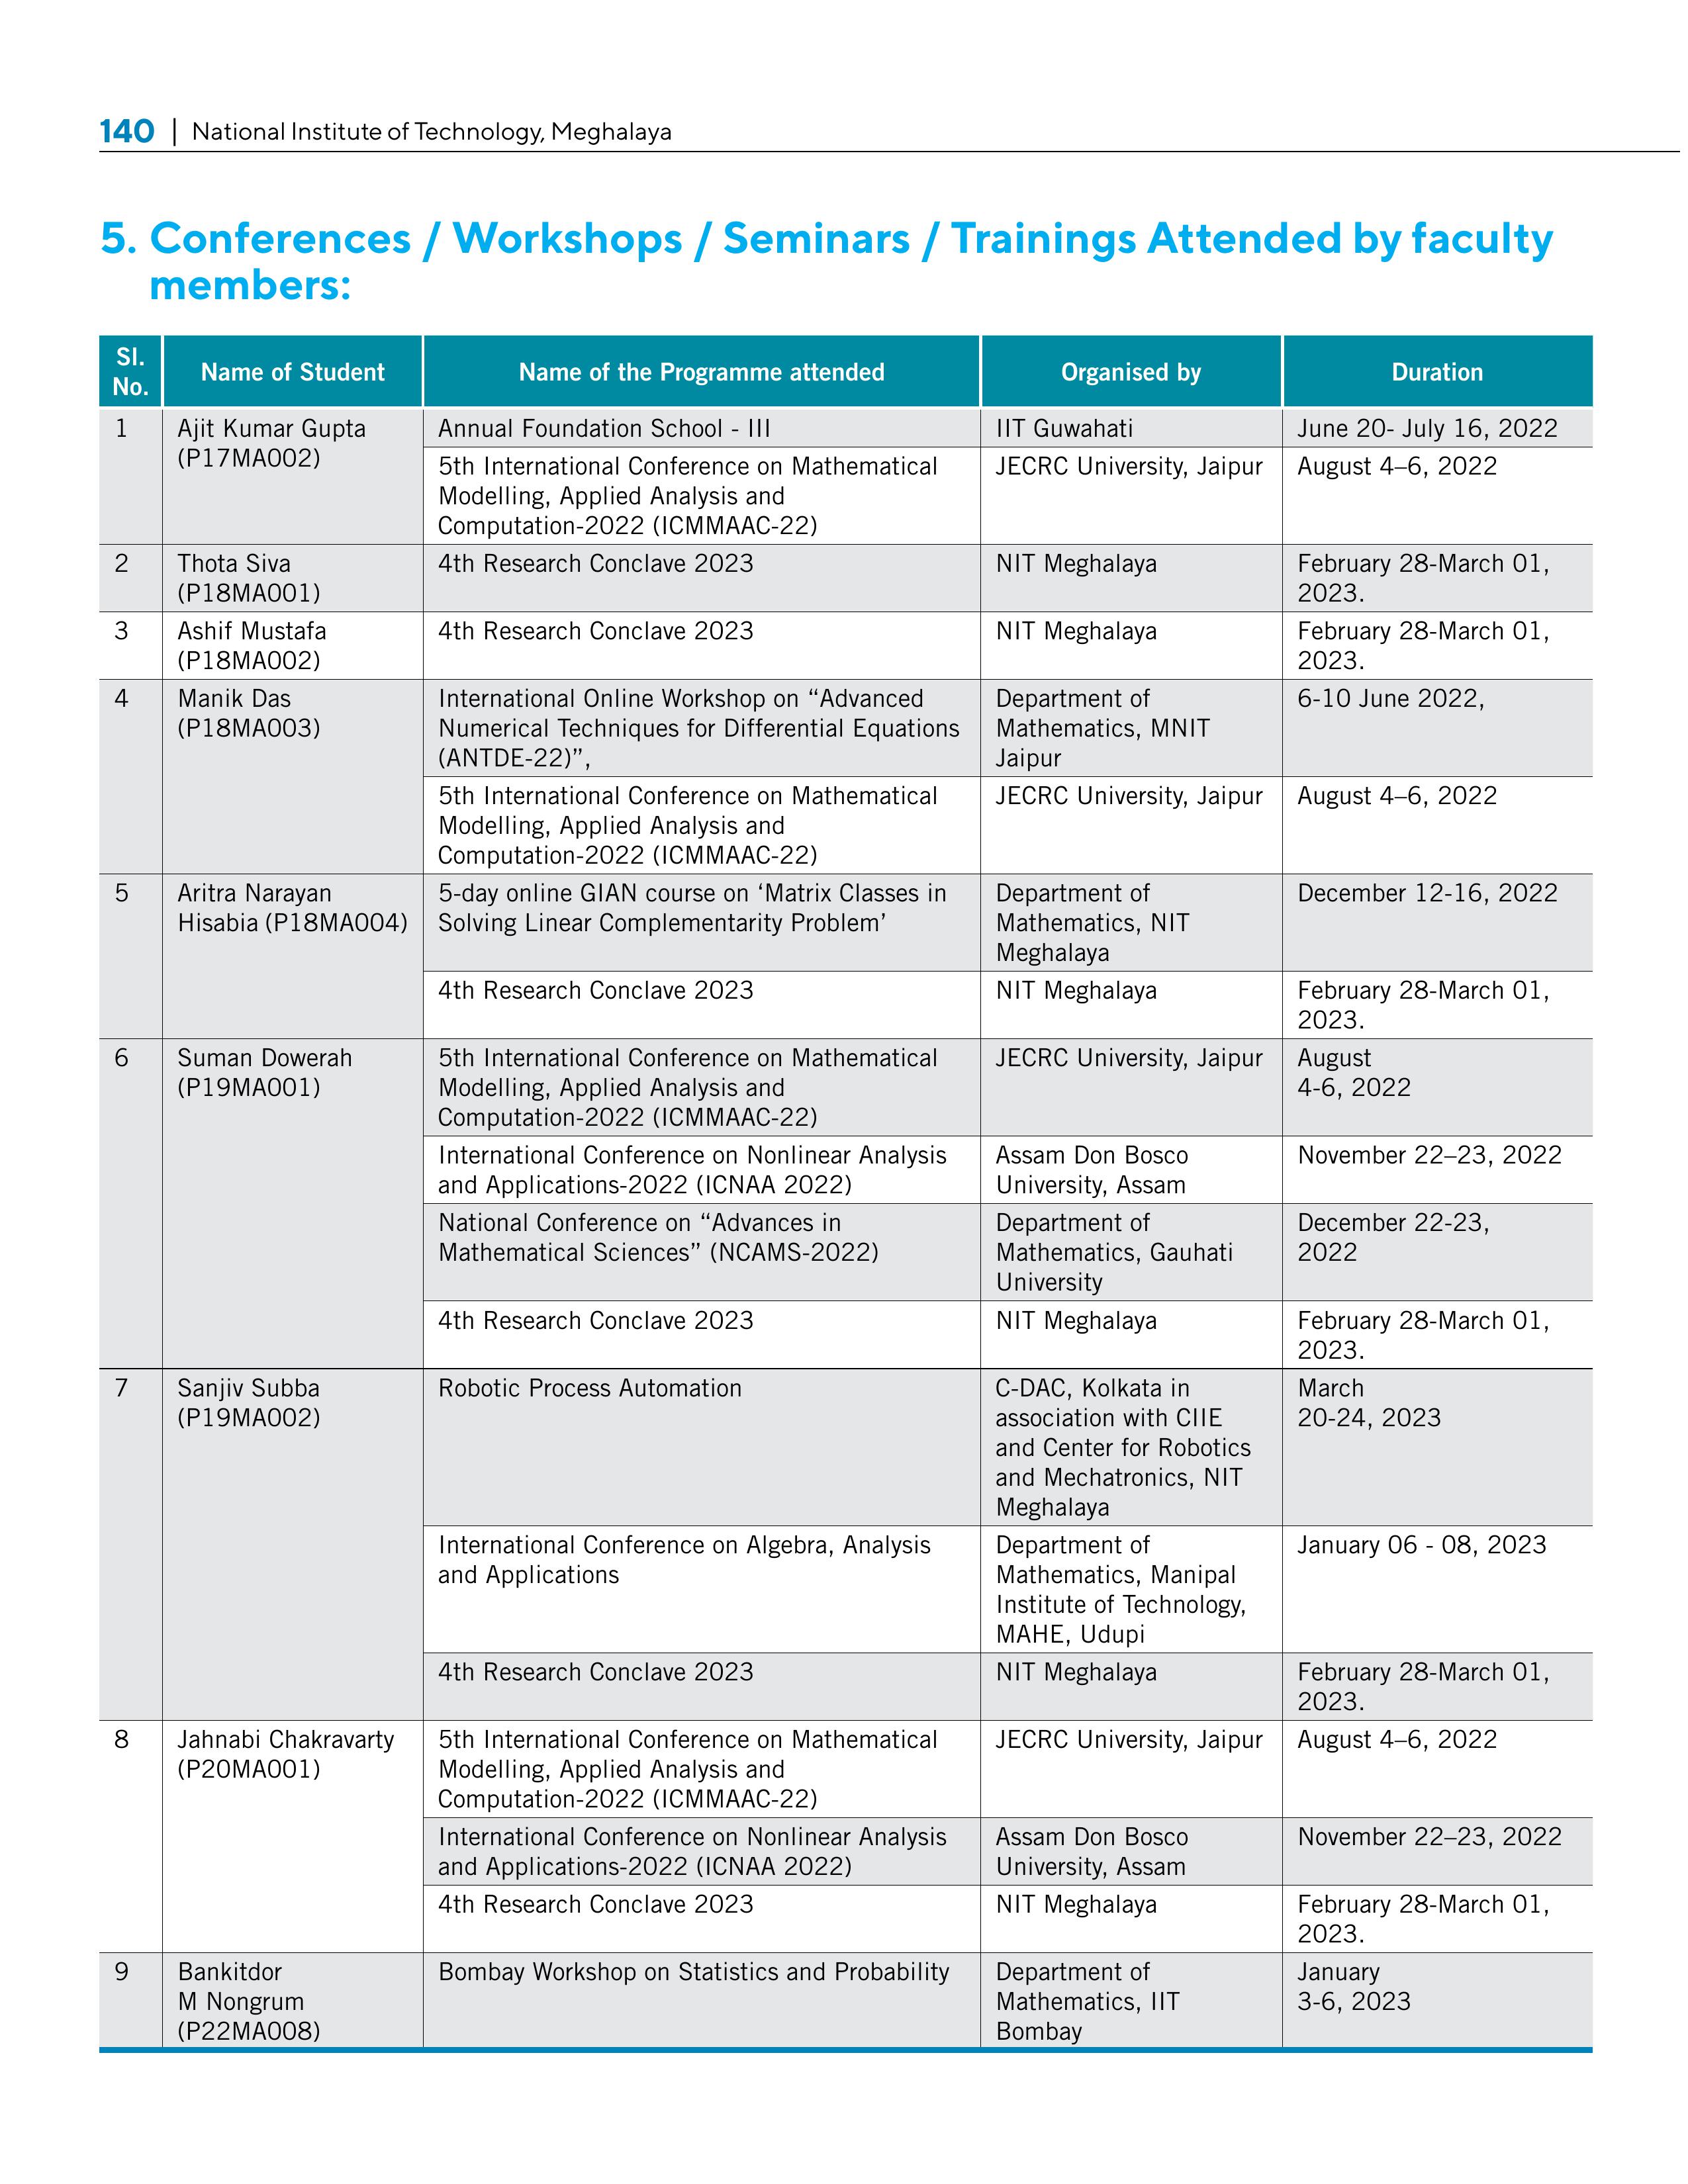 140 | National Institute of Technology, Meghalaya
5. Conferences / Workshops / Seminars / Trainings Attended by faculty
members:
Sl.
No.
Name of Student
Name of the Programme attended
Organised by
Duration
1
Ajit Kumar Gupta
(P17MA002)
Annual Foundation School - III
IIT Guwahati
June 20- July 16, 2022
5th International Conference on Mathematical
Modelling, Applied Analysis and
Computation-2022 (ICMMAAC-22)
JECRC University, Jaipur
August 4–6, 2022
2
Thota Siva
(P18MA001)
4th Research Conclave 2023
NIT Meghalaya
February 28-March 01,
2023.
3
Ashif Mustafa
(P18MA002)
4th Research Conclave 2023
NIT Meghalaya
February 28-March 01,
2023.
4
Manik Das
(P18MA003)
International Online Workshop on “Advanced
Numerical Techniques for Differential Equations
(ANTDE-22)”,
Department of
Mathematics, MNIT
Jaipur
6-10 June 2022,
5th International Conference on Mathematical
Modelling, Applied Analysis and
Computation-2022 (ICMMAAC-22)
JECRC University, Jaipur
August 4–6, 2022
5
Aritra Narayan
Hisabia (P18MA004)
5-day online GIAN course on ‘Matrix Classes in
Solving Linear Complementarity Problem’
Department of
Mathematics, NIT
Meghalaya
December 12-16, 2022
4th Research Conclave 2023
NIT Meghalaya
February 28-March 01,
2023.
6
Suman Dowerah
(P19MA001)
5th International Conference on Mathematical
Modelling, Applied Analysis and
Computation-2022 (ICMMAAC-22)
JECRC University, Jaipur
August
4-6, 2022
International Conference on Nonlinear Analysis
and Applications-2022 (ICNAA 2022)
Assam Don Bosco
University, Assam
November 22–23, 2022
National Conference on “Advances in
Mathematical Sciences” (NCAMS-2022)
Department of
Mathematics, Gauhati
University
December 22-23,
2022
4th Research Conclave 2023
NIT Meghalaya
February 28-March 01,
2023.
7
Sanjiv Subba
(P19MA002)
Robotic Process Automation
C-DAC, Kolkata in
association with CIIE
and Center for Robotics
and Mechatronics, NIT
Meghalaya
March
20-24, 2023
International Conference on Algebra, Analysis
and Applications
Department of
Mathematics, Manipal
Institute of Technology,
MAHE, Udupi
January 06 - 08, 2023
4th Research Conclave 2023
NIT Meghalaya
February 28-March 01,
2023.
8
Jahnabi Chakravarty
(P20MA001)
5th International Conference on Mathematical
Modelling, Applied Analysis and
Computation-2022 (ICMMAAC-22)
JECRC University, Jaipur
August 4–6, 2022
International Conference on Nonlinear Analysis
and Applications-2022 (ICNAA 2022)
Assam Don Bosco
University, Assam
November 22–23, 2022
4th Research Conclave 2023
NIT Meghalaya
February 28-March 01,
2023.
9
Bankitdor
M Nongrum
(P22MA008)
Bombay Workshop on Statistics and Probability
Department of
Mathematics, IIT
Bombay
January
3-6, 2023